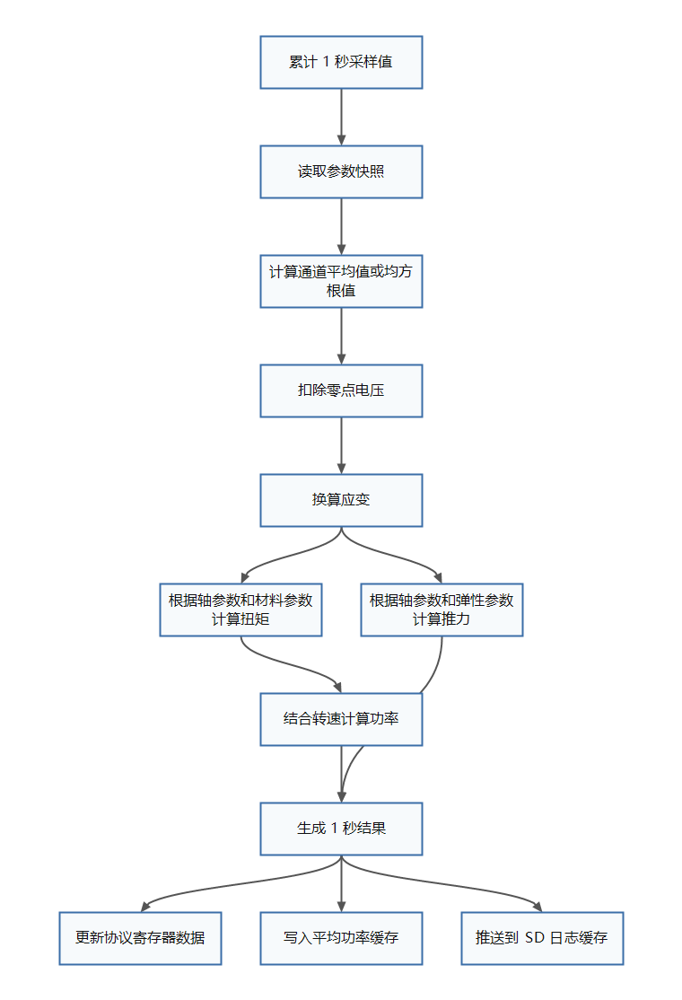 累计 1 秒采样值
读取参数快照
计算通道平均值或均方
根值
扣除零点电压
换算应变
根据轴参数和材料参数
计算扭矩
根据轴参数和弹性参数
计算推力
结合转速计算功率
生成 1 秒结果
更新协议寄存器数据
写入平均功率缓存
推送到 SD 日志缓存